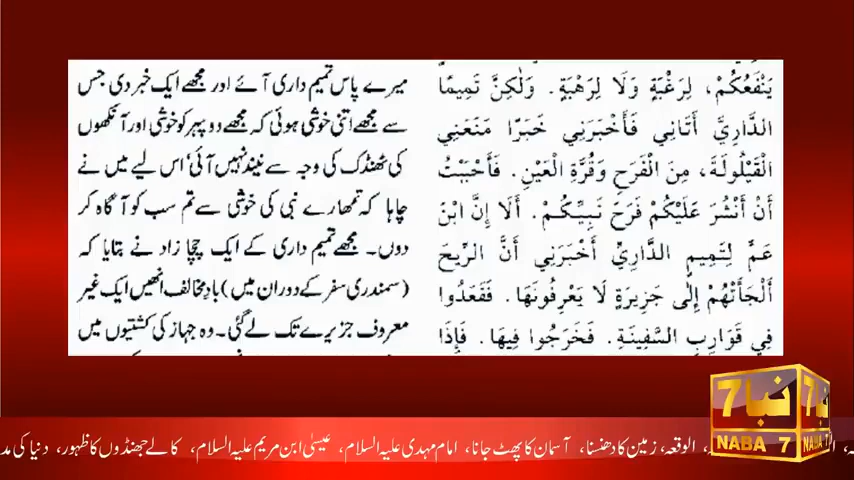 يَنْفَعُكُمْ، لِرَغْبَةٍ وَلَا لِرَهْبَةٍ. وَلَكِنَّ تَمِيمًا
الدَّارِيَّ أَتَانِي فَأَخْبَرَنِي خَبَرًا مَنَعَنِي
الْقَيْلُولَةَ، مِنَ الْفَرَحِ وَقُرَّةِ الْعَيْنِ. فَأَحْبَبْتُ
أَنْ أَنْشُرَ عَلَيْكُمْ فَرَحَ نَبِيِّكُمْ. أَلَا إِنَّ ابْنَ
عَمٍّ لِتَمِيمٍ الدَّارِيِّ أَخْبَرَنِي أَنَّ الرِّيحَ
أَلْجَأَتْهُمْ إِلَى جَزِيرَةٍ لَا يَعْرِفُونَهَا. فَقَعَدُوا
فِي قَوَارِبِ السَّفِينَةِ. فَخَرَجُوا فِيهَا. فَإِذَا
میرے پاس تمیم داری آئے اور مجھے ایک خبر دی جس
سے مجھے اتنی خوشی ہوئی کہ مجھے دوپہر کو خوشی اور آنکھوں
کی ٹھنڈک کی وجہ سے نیند نہیں آئی' اس لیے میں نے
چاہا کہ تمھارے نبی کی خوشی سے تم سب کو آگاہ کر
دوں۔ مجھے تمیم داری کے ایک چچا زاد نے بتایا کہ
(سمندری سفر کے دوران میں) باد مخالف انھیں ایک غیر
معروف جزیرے تک لے گئی۔ وہ جہاز کی کشتیوں میں
نبا 7
NABA 7
الوقعہ، زمین کا دھنسنا، آسمان کا پھٹ جانا، امام مہدی علیہ السلام، عیسیٰ ابن مریم علیہ السلام، کالے جھنڈوں کا ظہور، دنیا کی